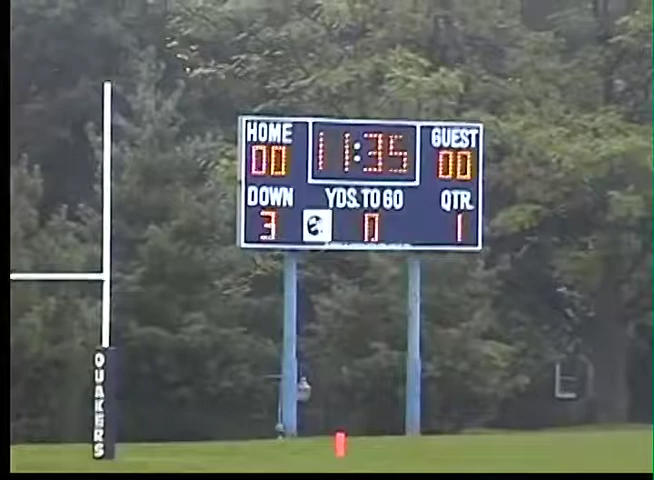 HOME 11:35 GUEST
00 00
DOWN YDS.TO GO QTR.
3 0 1
QUAKERS